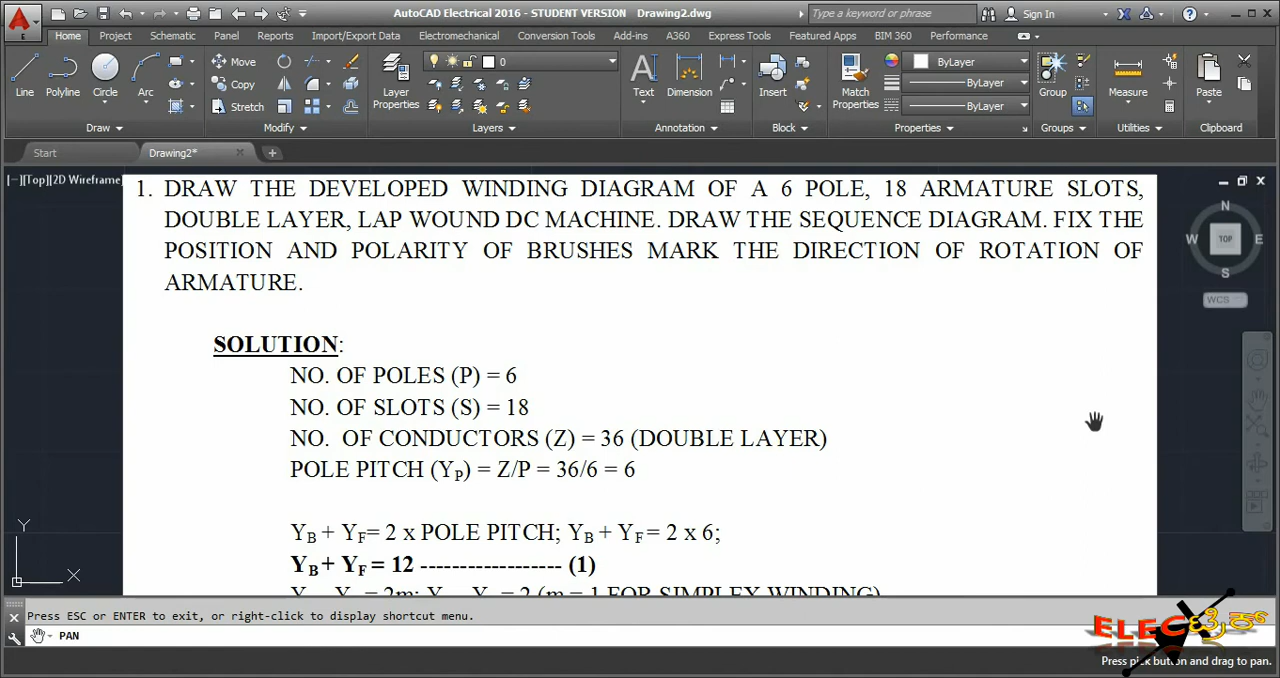 AutoCAD Electrical 2016 - STUDENT VERSION Drawing2.dwg
Type a keyword or phrase
Sign In
Home Project Schematic Panel Reports Import/Export Data Electromechanical Conversion Tools Add-ins A360 Express Tools Featured Apps BIM 360 Performance
Line Polyline Circle Arc
Move
Copy
Stretch
Layer Properties
0
Text Dimension
Insert
Match Properties
ByLayer
ByLayer
ByLayer
Group
Measure
Paste
Draw Modify Layers Annotation Block Properties Groups Utilities Clipboard
Start Drawing2*
[−][Top][2D Wireframe
1. DRAW THE DEVELOPED WINDING DIAGRAM OF A 6 POLE, 18 ARMATURE SLOTS,
DOUBLE LAYER, LAP WOUND DC MACHINE. DRAW THE SEQUENCE DIAGRAM. FIX THE
POSITION AND POLARITY OF BRUSHES MARK THE DIRECTION OF ROTATION OF
ARMATURE.
N
W TOP E
S
WCS
SOLUTION:
NO. OF POLES (P) = 6
NO. OF SLOTS (S) = 18
NO. OF CONDUCTORS (Z) = 36 (DOUBLE LAYER)
POLE PITCH (YP) = Z/P = 36/6 = 6
YB + YF= 2 x POLE PITCH; YB + YF = 2 x 6;
YB + YF = 12 ------------------ (1)
= 2m; = 2 (m = 1 FOR SIMPLEX WINDING)
Y
X
Press ESC or ENTER to exit, or right-click to display shortcut menu.
PAN
ELEC
Press pick button and drag to pan.